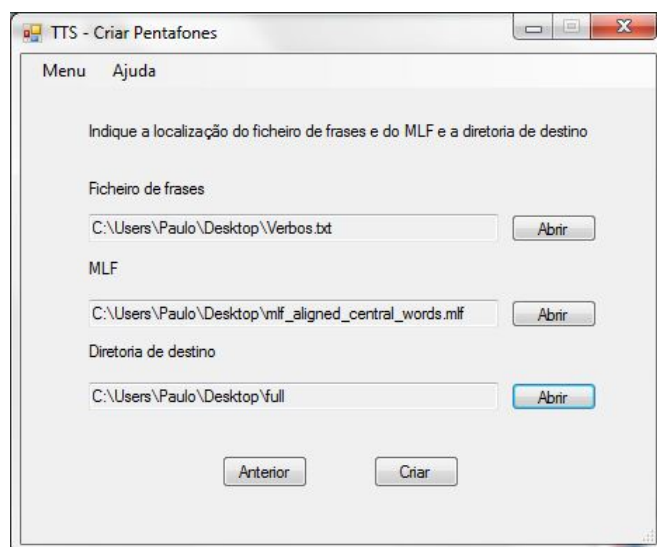 TTS - Criar Pentafones
Menu Ajuda
Indique a localização do ficheiro de frases e do MLF e a diretoria de destino
Ficheiro de frases
C:\Users\Paulo\Desktop\Verbos.txt Abrir
MLF
C:\Users\Paulo\Desktop\mlf_aligned_central_words.mlf Abrir
Diretoria de destino
C:\Users\Paulo\Desktop\full Abrir
Anterior Criar